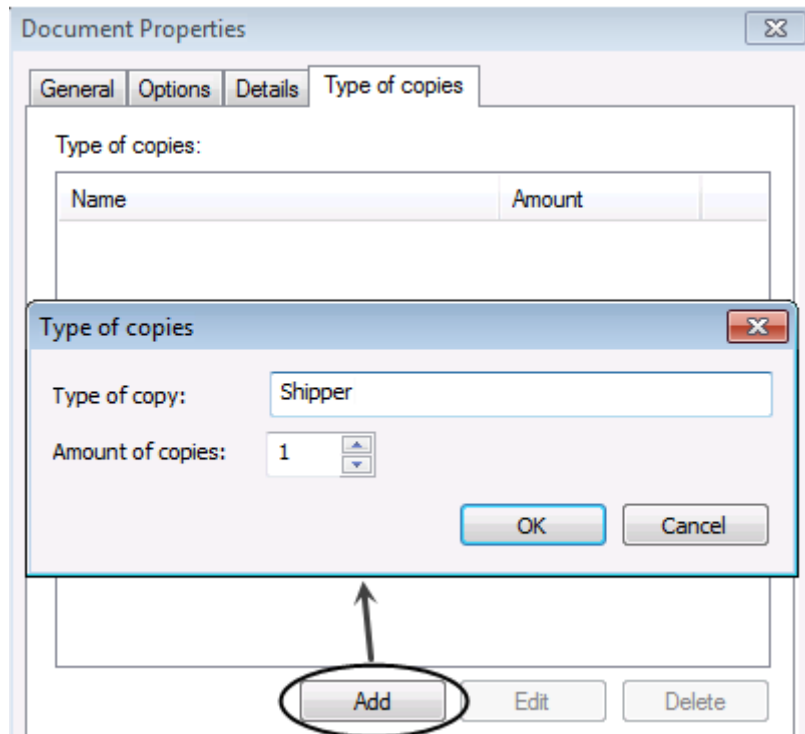 Document Properties
General Options Details Type of copies
Type of copies:
Name Amount
Type of copies
Type of copy: Shipper
Amount of copies: 1
OK Cancel
Add Edit Delete